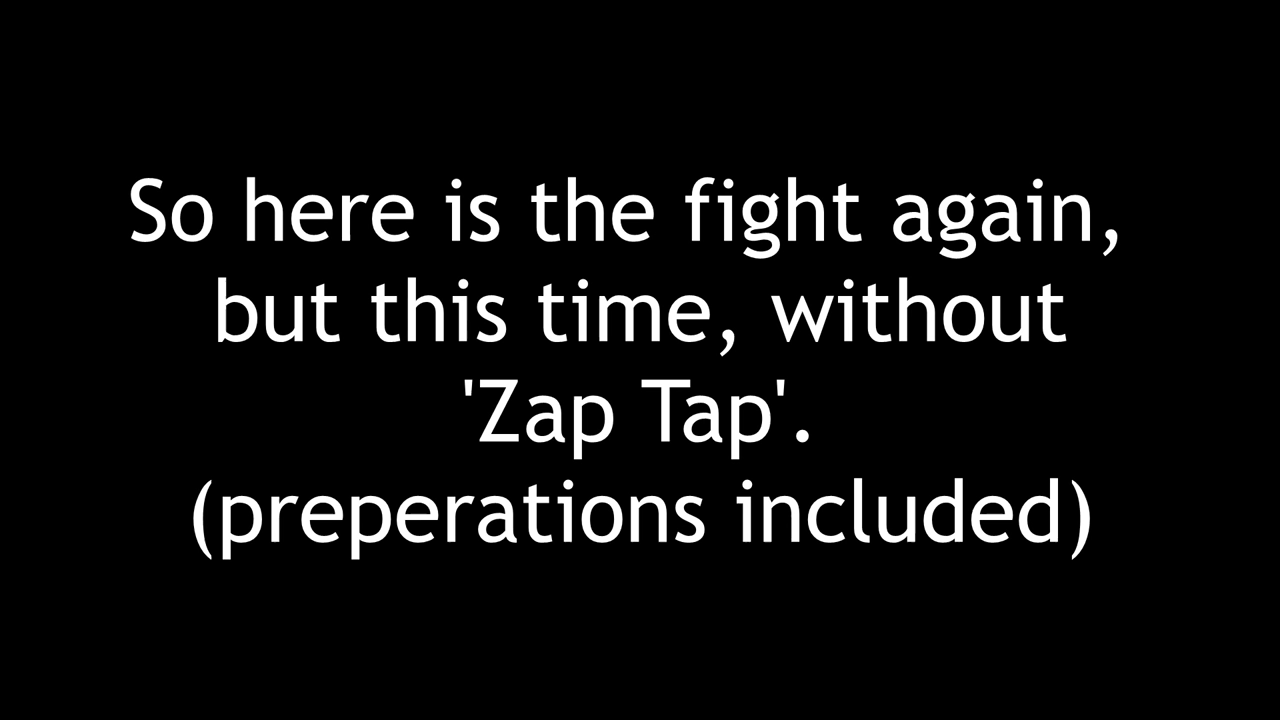 So here is the fight again,
but this time, without
'Zap Tap'.
(preperations included)